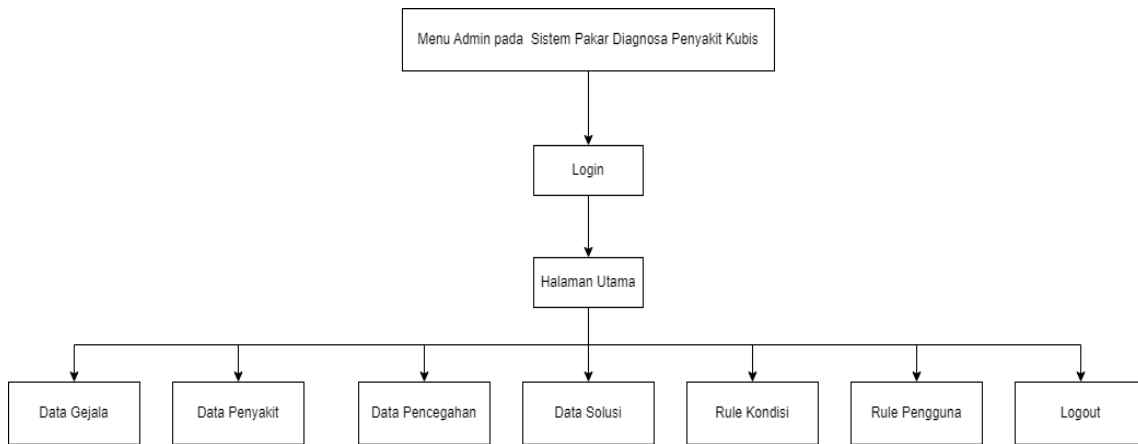 Menu Admin pada  Sistem Pakar Diagnosa Penyakit Kubis
Login
Halaman Utama
Data Gejala
Data Penyakit
Data Pencegahan
Data Solusi
Rule Kondisi
Rule Pengguna
Logout